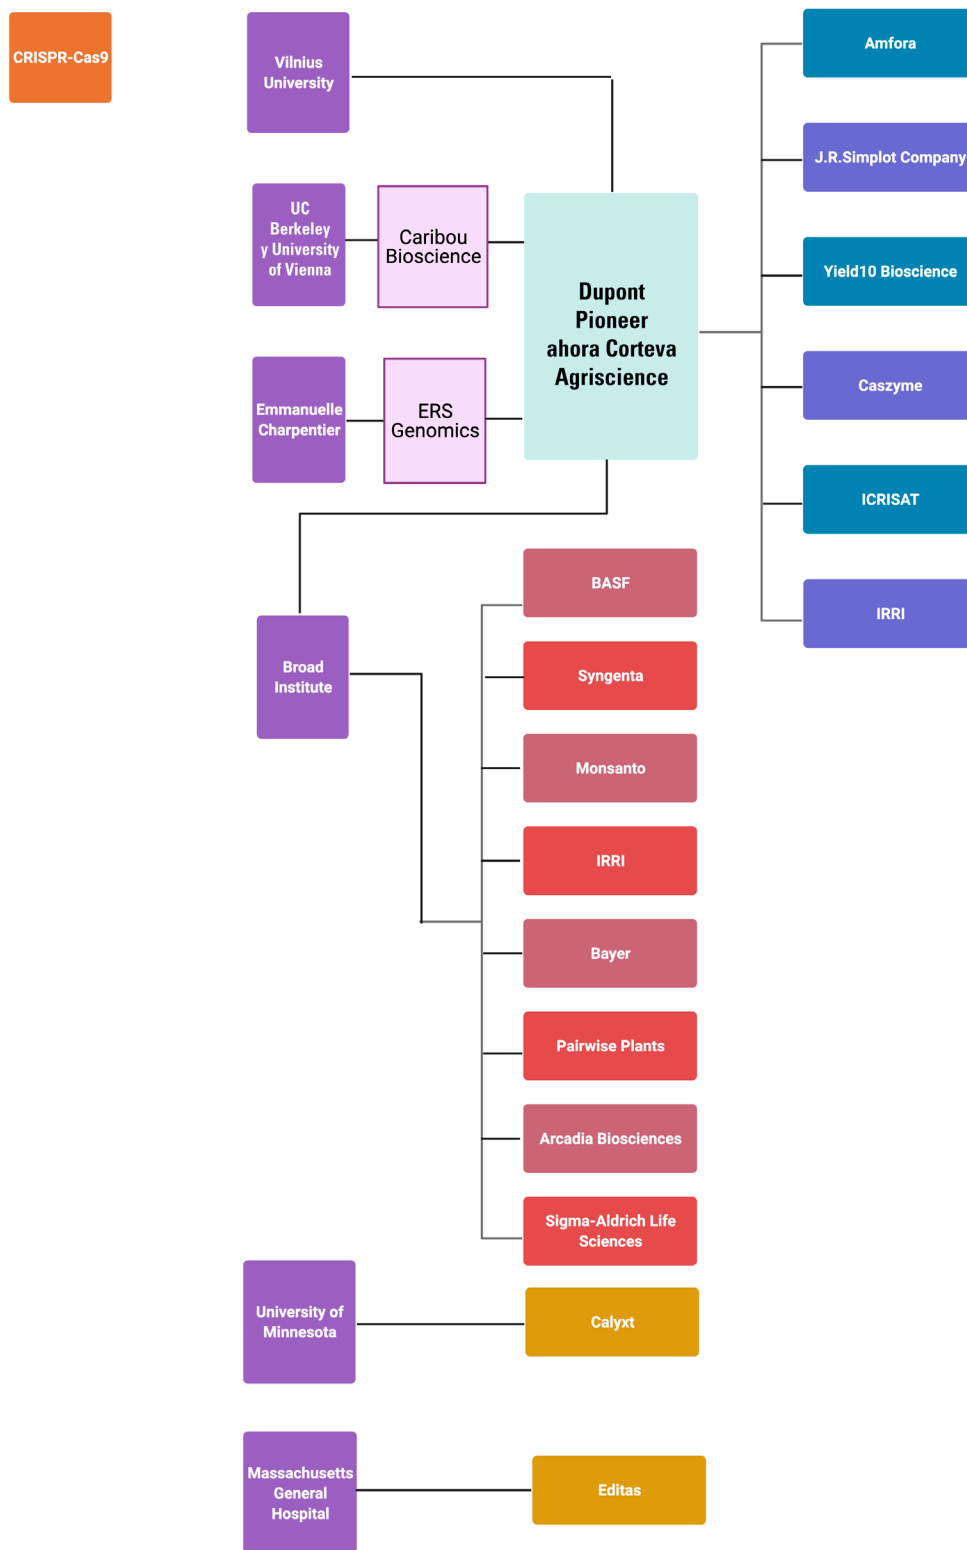 CRISPR-Cas9
Vilnius
University
UC
Berkeley
y University
of Vienna
Caribou
Bioscience
Emmanuelle
Charpentier
ERS
Genomics
Dupont
Pioneer
ahora Corteva
Agriscience
Amfora
J.R.Simplot Company
Yield10 Bioscience
Caszyme
ICRISAT
IRRI
Broad
Institute
BASF
Syngenta
Monsanto
IRRI
Bayer
Pairwise Plants
Arcadia Biosciences
Sigma-Aldrich Life
Sciences
University of
Minnesota
Calyxt
Massachusetts
General
Hospital
Editas